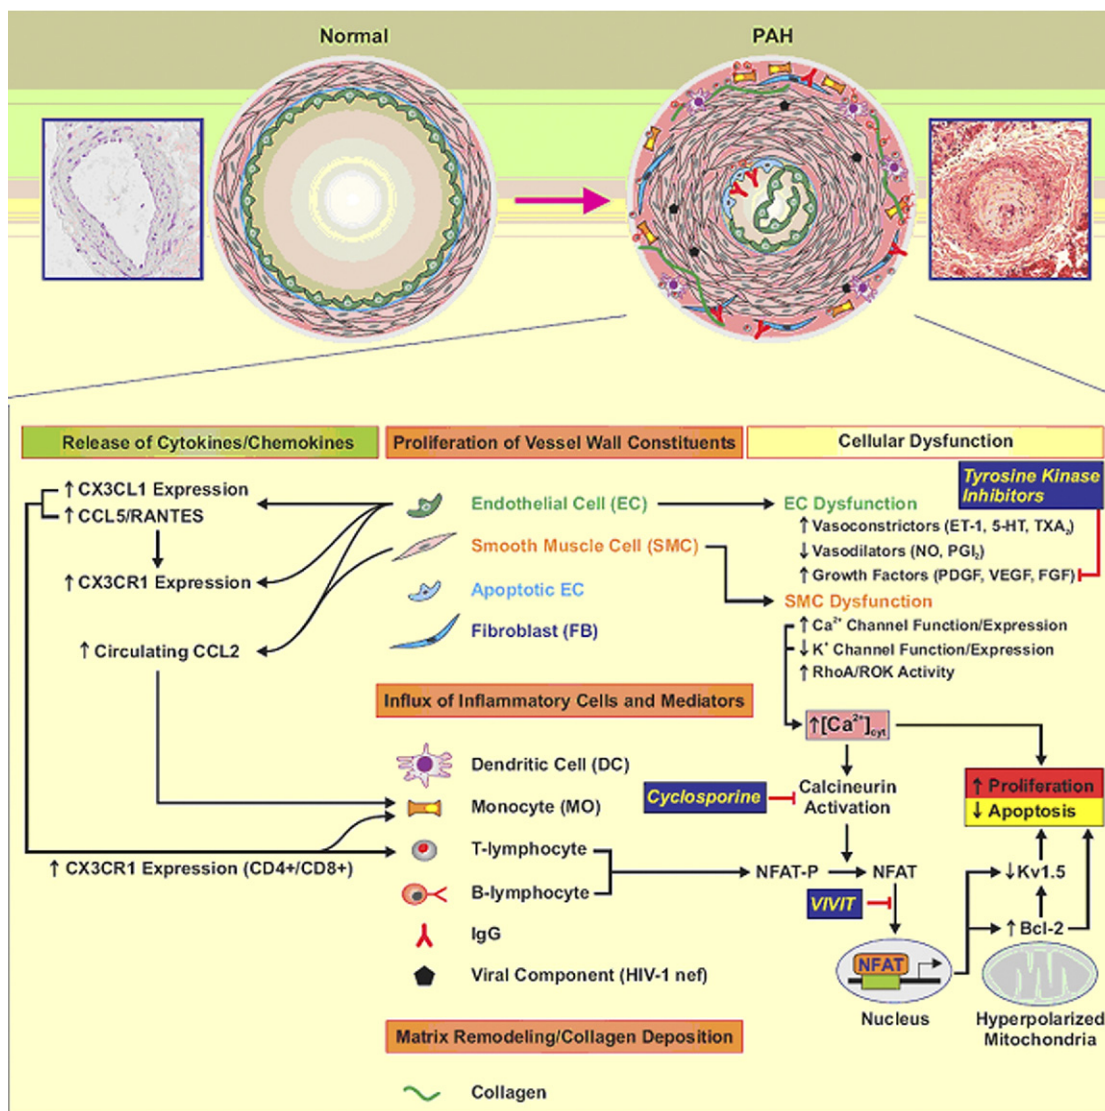 Normal
PAH
Release of Cytokines/Chemokines
↑CX3CL1 Expression
↑CCL5/RANTES
↑CX3CR1 Expression
↑Circulating CCL2
↑CX3CR1 Expression (CD4+/CD8+)
Proliferation of Vessel Wall Constituents
Endothelial Cell (EC)
Smooth Muscle Cell (SMC)
Apoptotic EC
Fibroblast (FB)
Influx of Inflammatory Cells and Mediators
Dendritic Cell (DC)
Monocyte (MO)
T-lymphocyte
B-lymphocyte
IgG
Viral Component (HIV-1 nef)
Matrix Remodeling/Collagen Deposition
Collagen
Cellular Dysfunction
Tyrosine Kinase
Inhibitors
EC Dysfunction
↑Vasoconstrictors (ET-1, 5-HT, TXA₂)
↓Vasodilators (NO, PGI₂)
↑Growth Factors (PDGF, VEGF, FGF)
SMC Dysfunction
↑Ca²⁺ Channel Function/Expression
↓K⁺ Channel Function/Expression
↑RhoA/ROK Activity
↑[Ca²⁺]cyt
Cyclosporine
Calcineurin
Activation
↑Proliferation
↓Apoptosis
NFAT-P
NFAT
↓Kv1.5
VIVIT
↑Bcl-2
NFAT
Nucleus
Hyperpolarized
Mitochondria